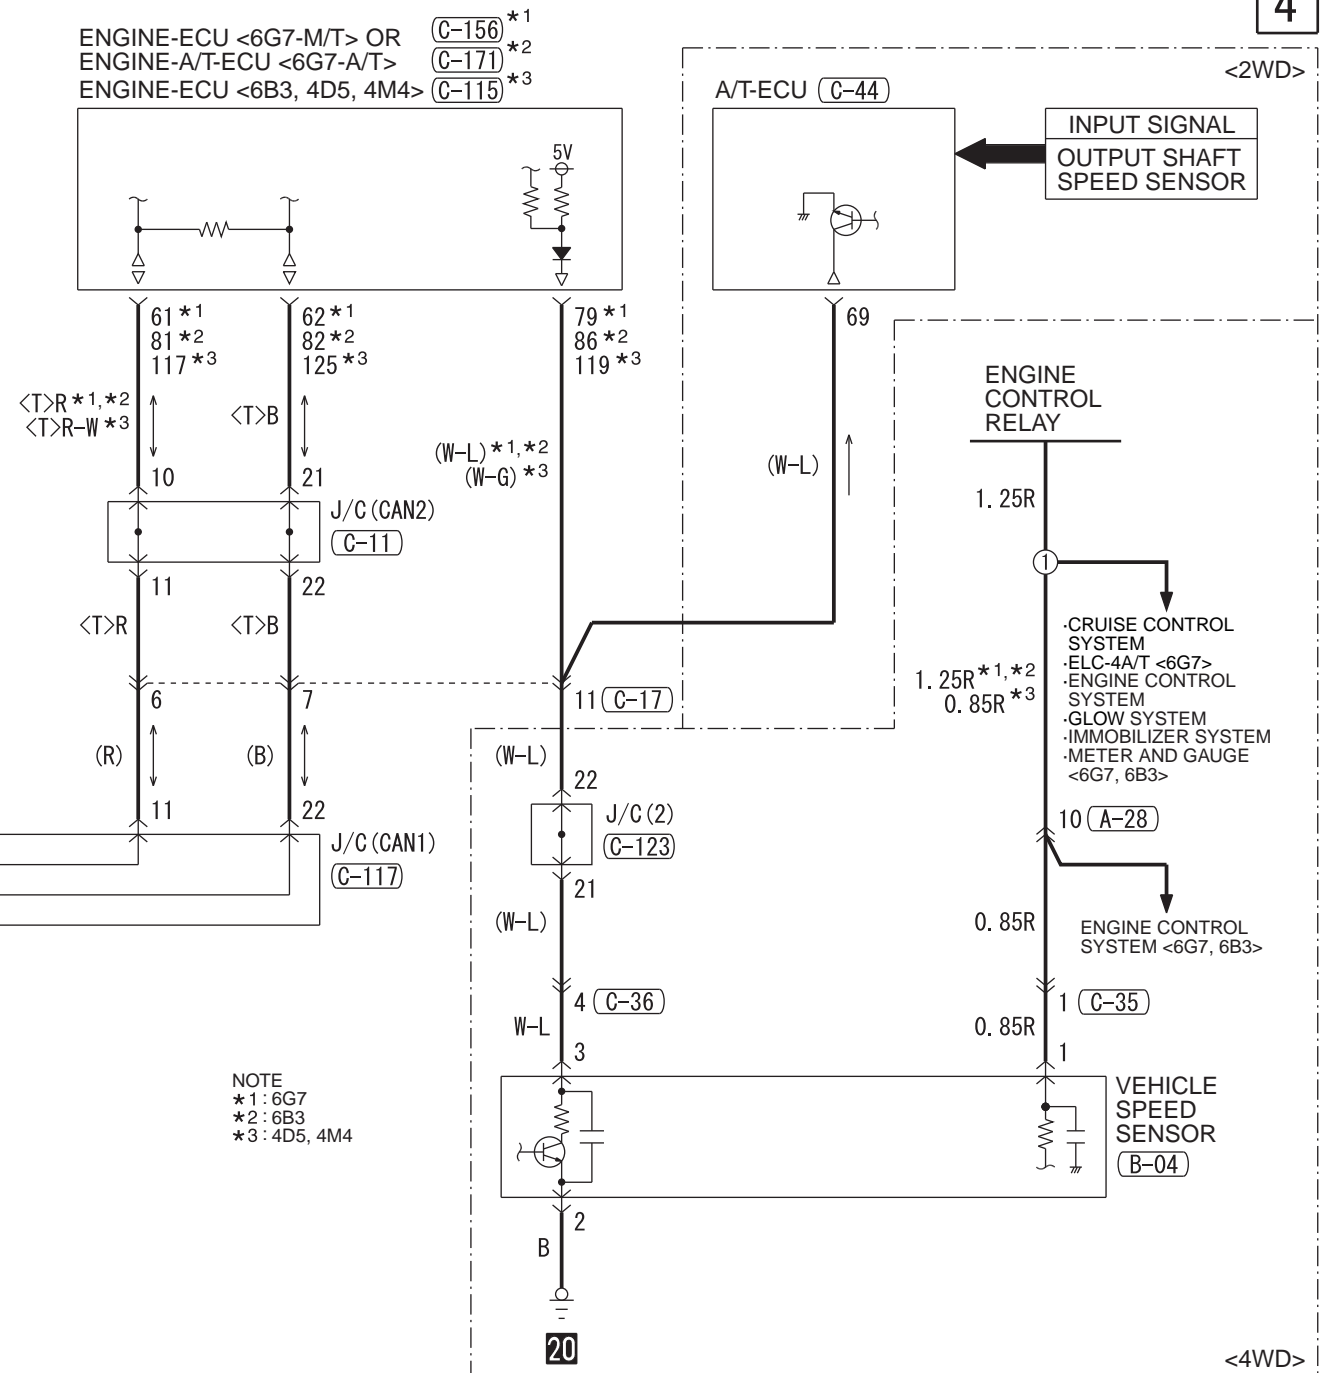 4
ENGINE-ECU <6G7-M/T> OR (C-156)*1
ENGINE-A/T-ECU <6G7-A/T> (C-171)*2
ENGINE-ECU <6B3, 4D5, 4M4> (C-115)*3
<2WD>
A/T-ECU (C-44)
INPUT SIGNAL
OUTPUT SHAFT
SPEED SENSOR
5V
61*1
81*2
117*3
62*1
82*2
125*3
79*1
86*2
119*3
69
ENGINE
CONTROL
RELAY
<T>R*1,*2
<T>R-W*3
<T>B
(W-L)*1,*2
(W-G)*3
(W-L)
1.25R
10
21
J/C(CAN2)
C-11
11
22
1
<T>R
<T>B
·CRUISE CONTROL
SYSTEM
·ELC-4A/T <6G7>
·ENGINE CONTROL
SYSTEM
·GLOW SYSTEM
·IMMOBILIZER SYSTEM
·METER AND GAUGE
<6G7, 6B3>
1.25R*1,*2
0.85R*3
6
7
11 (C-17)
(R)
(B)
(W-L)
22
11
22
J/C(2)
C-123
10 (A-28)
J/C(CAN1)
C-117
21
(W-L)
0.85R
ENGINE CONTROL
SYSTEM <6G7, 6B3>
4 (C-36)
1 (C-35)
W-L
0.85R
3
1
NOTE
*1:6G7
*2:6B3
*3:4D5, 4M4
VEHICLE
SPEED
SENSOR
B-04
2
B
20
<4WD>